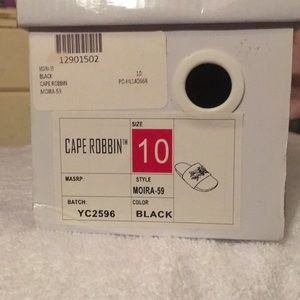 12901502
MOIRA-59
BLACK 10
CAPE ROBBIN
MOIRA-59
CAPE ROBBIN™
SIZE
10
MASRP:
STYLE
MOIRA-59
BATCH:
YC2596
COLOR
BLACK